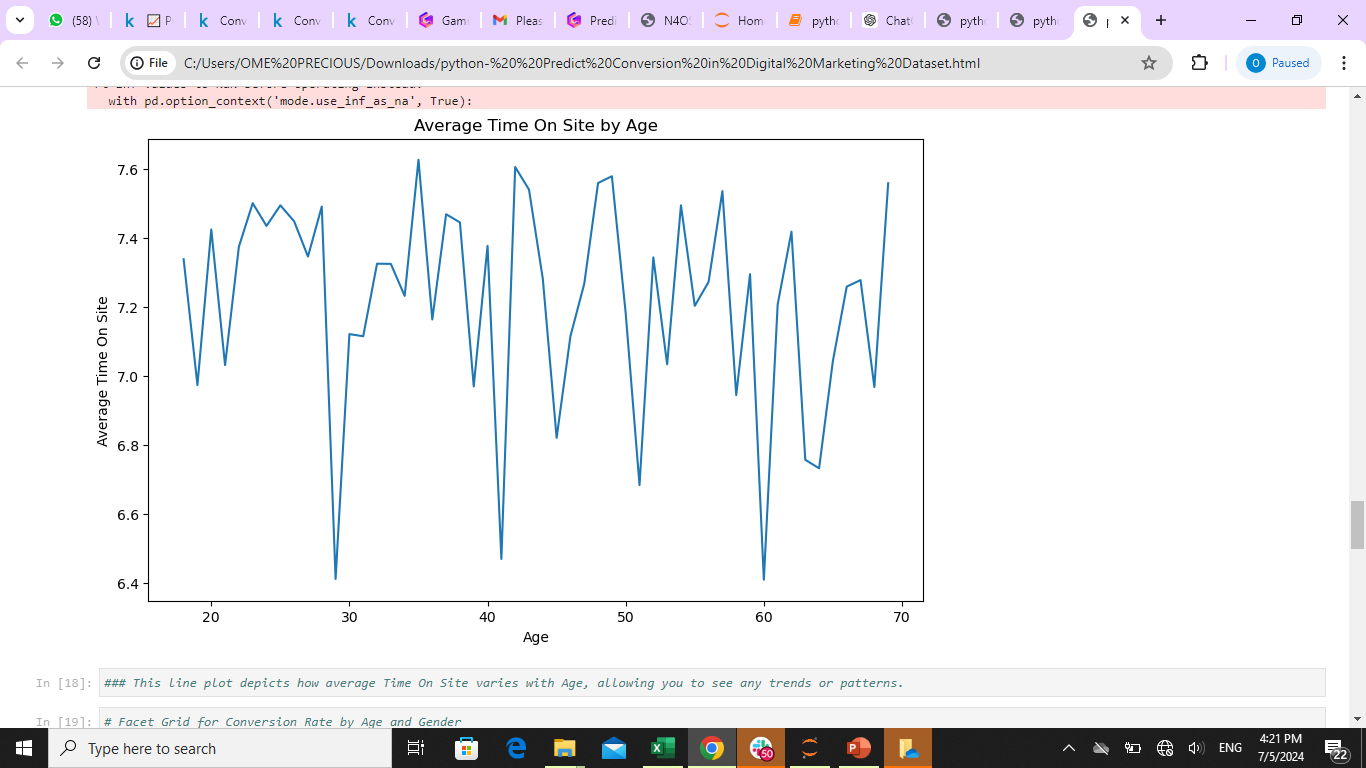 (58)
P
Conv
Conv
Conv
Game
Pleas
Predi
N4O
Home
pytho
Chat
pytho
pytho
File
C:/Users/OME%20PRECIOUS/Downloads/python-%20%20Predict%20Conversion%20in%20Digital%20Marketing%20Dataset.html
O
Paused
with pd.option_context('mode.use_inf_as_na', True):
Average Time On Site by Age
Average Time On Site
7.6
7.4
7.2
7.0
6.8
6.6
6.4
20 30 40 50 60 70
Age
In [18]: ### This line plot depicts how average Time On Site varies with Age, allowing you to see any trends or patterns.
In [19]: # Facet Grid for Conversion Rate by Age and Gender
Type here to search
50
ENG
4:21 PM
7/5/2024
22